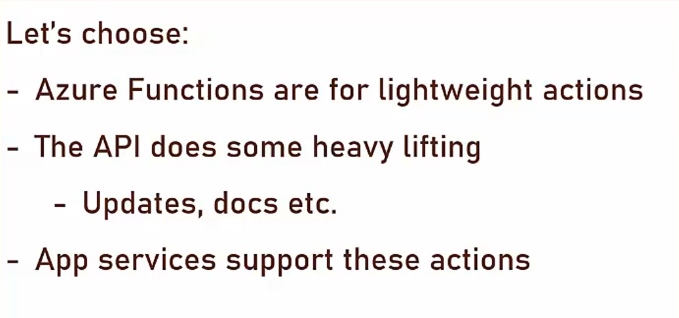 Let's choose:
- Azure Functions are for lightweight actions
- The API does some heavy lifting
- Updates, docs etc.
- App services support these actions